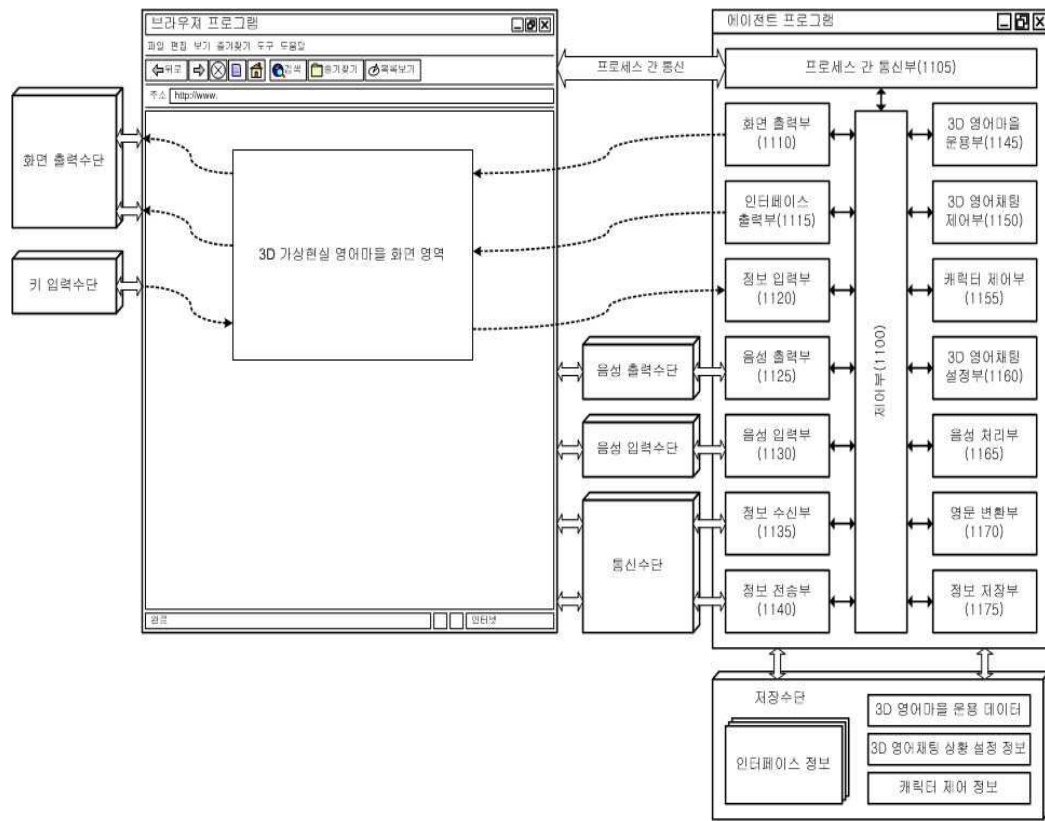 브라우저 프로그램
파일 편집 보기 즐겨찾기 도구 도움말
뒤로 검색 즐겨찾기 목록보기
주소 http://www.
3D 가상현실 영어마을 화면 영역
완료
인터넷
화면 출력수단
키 입력수단
프로세스 간 통신
음성 출력수단
음성 입력수단
통신수단
에이전트 프로그램
프로세스 간 통신부(1105)
화면 출력부
(1110)
인터페이스
출력부(1115)
정보 입력부
(1120)
음성 출력부
(1125)
음성 입력부
(1130)
정보 수신부
(1135)
정보 전송부
(1140)
제어부(1100)
3D 영어마을
운용부(1145)
3D 영어채팅
제어부(1150)
캐릭터 제어부
(1155)
3D 영어채팅
설정부(1160)
음성 처리부
(1165)
영문 변환부
(1170)
정보 저장부
(1175)
저장수단
인터페이스 정보
3D 영어마을 운용 데이터
3D 영어채팅 상황 설정 정보
캐릭터 제어 정보